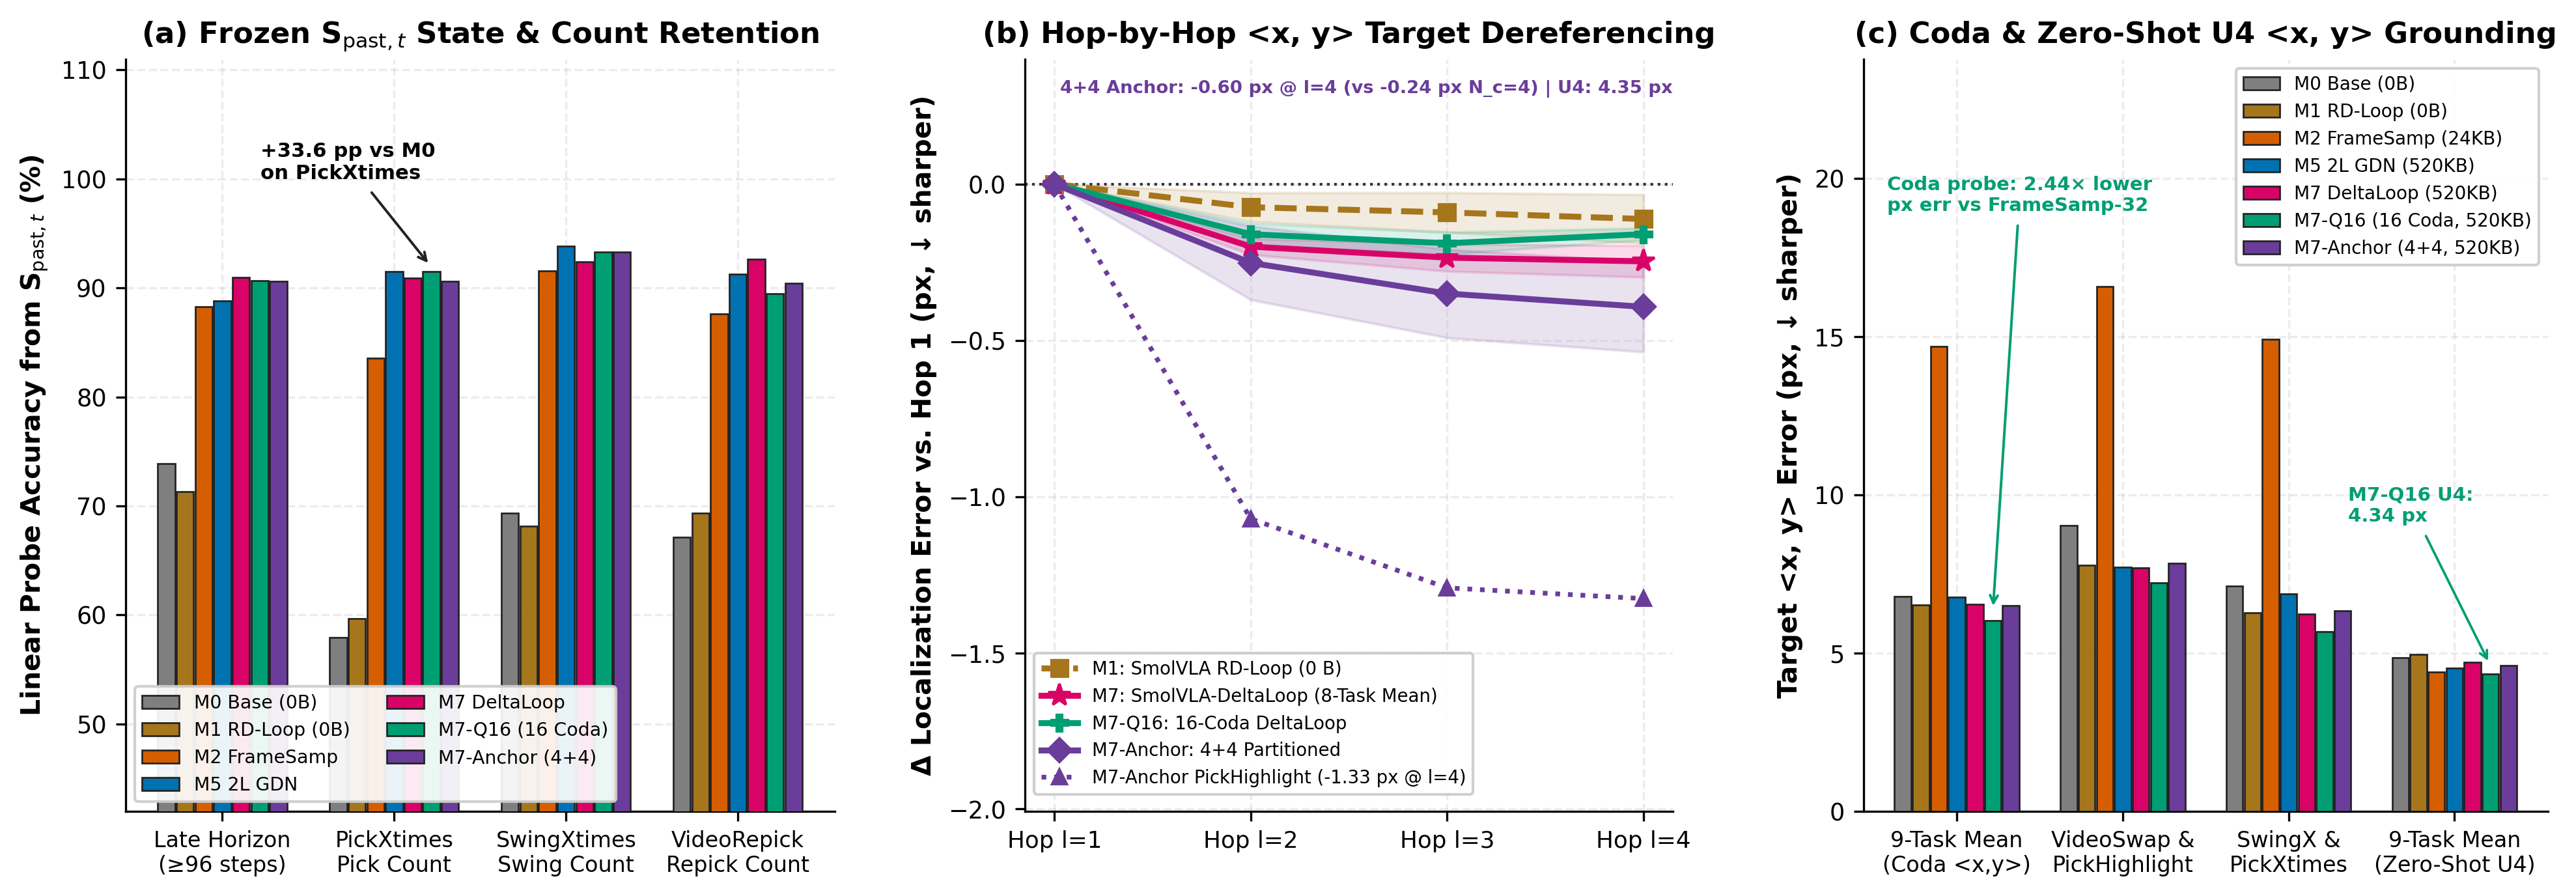 (a) Frozen S_past, t State & Count Retention
Linear Probe Accuracy from S_past, t (%)
110
100
90
80
70
60
50
+33.6 pp vs M0
on PickXtimes
M0 Base (0B)
M1 RD-Loop (0B)
M2 FrameSamp
M5 2L GDN
M7 DeltaLoop
M7-Q16 (16 Coda)
M7-Anchor (4+4)
Late Horizon
(≥96 steps)
PickXtimes
Pick Count
SwingXtimes
Swing Count
VideoRepick
Repick Count
(b) Hop-by-Hop <x, y> Target Dereferencing
Δ Localization Error vs. Hop 1 (px, ↓ sharper)
4+4 Anchor: -0.60 px @ l=4 (vs -0.24 px N_c=4) | U4: 4.35 px
0.0
−0.5
−1.0
−1.5
−2.0
M1: SmolVLA RD-Loop (0 B)
M7: SmolVLA-DeltaLoop (8-Task Mean)
M7-Q16: 16-Coda DeltaLoop
M7-Anchor: 4+4 Partitioned
M7-Anchor PickHighlight (-1.33 px @ l=4)
Hop l=1
Hop l=2
Hop l=3
Hop l=4
(c) Coda & Zero-Shot U4 <x, y> Grounding
Target <x, y> Error (px, ↓ sharper)
20
15
10
5
0
M0 Base (0B)
M1 RD-Loop (0B)
M2 FrameSamp (24KB)
M5 2L GDN (520KB)
M7 DeltaLoop (520KB)
M7-Q16 (16 Coda, 520KB)
M7-Anchor (4+4, 520KB)
Coda probe: 2.44× lower
px err vs FrameSamp-32
M7-Q16 U4:
4.34 px
9-Task Mean
(Coda <x,y>)
VideoSwap &
PickHighlight
SwingX &
PickXtimes
9-Task Mean
(Zero-Shot U4)